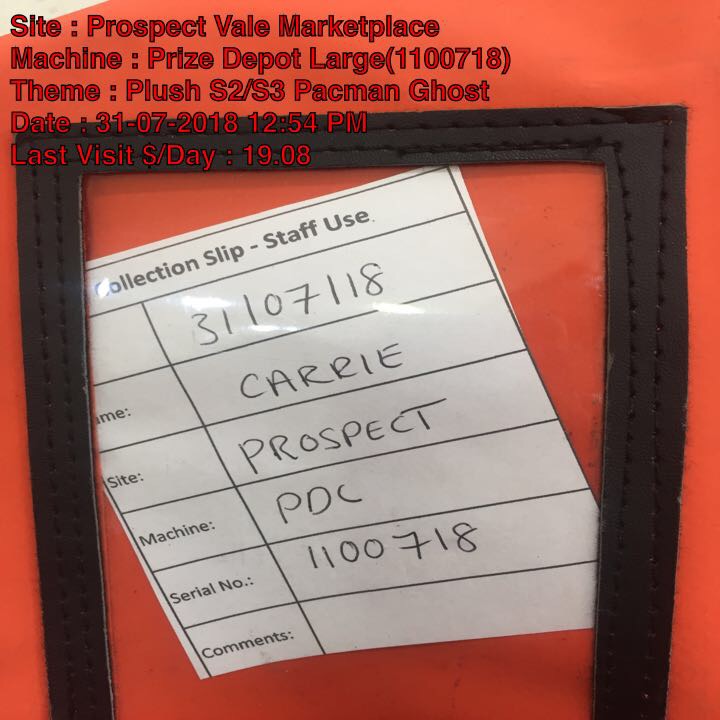 Site : Prospect Vale Marketplace
Machine : Prize Depot Large(1100718)
Theme : Plush S2/S3 Pacman Ghost
Date : 31-07-2018 12:54 PM
Last Visit $/Day : 19.08
ollection Slip - Staff Use
31/07/18
me: CARRIE
Site: PROSPECT
Machine: PDC
Serial No.: 1100718
Comments: